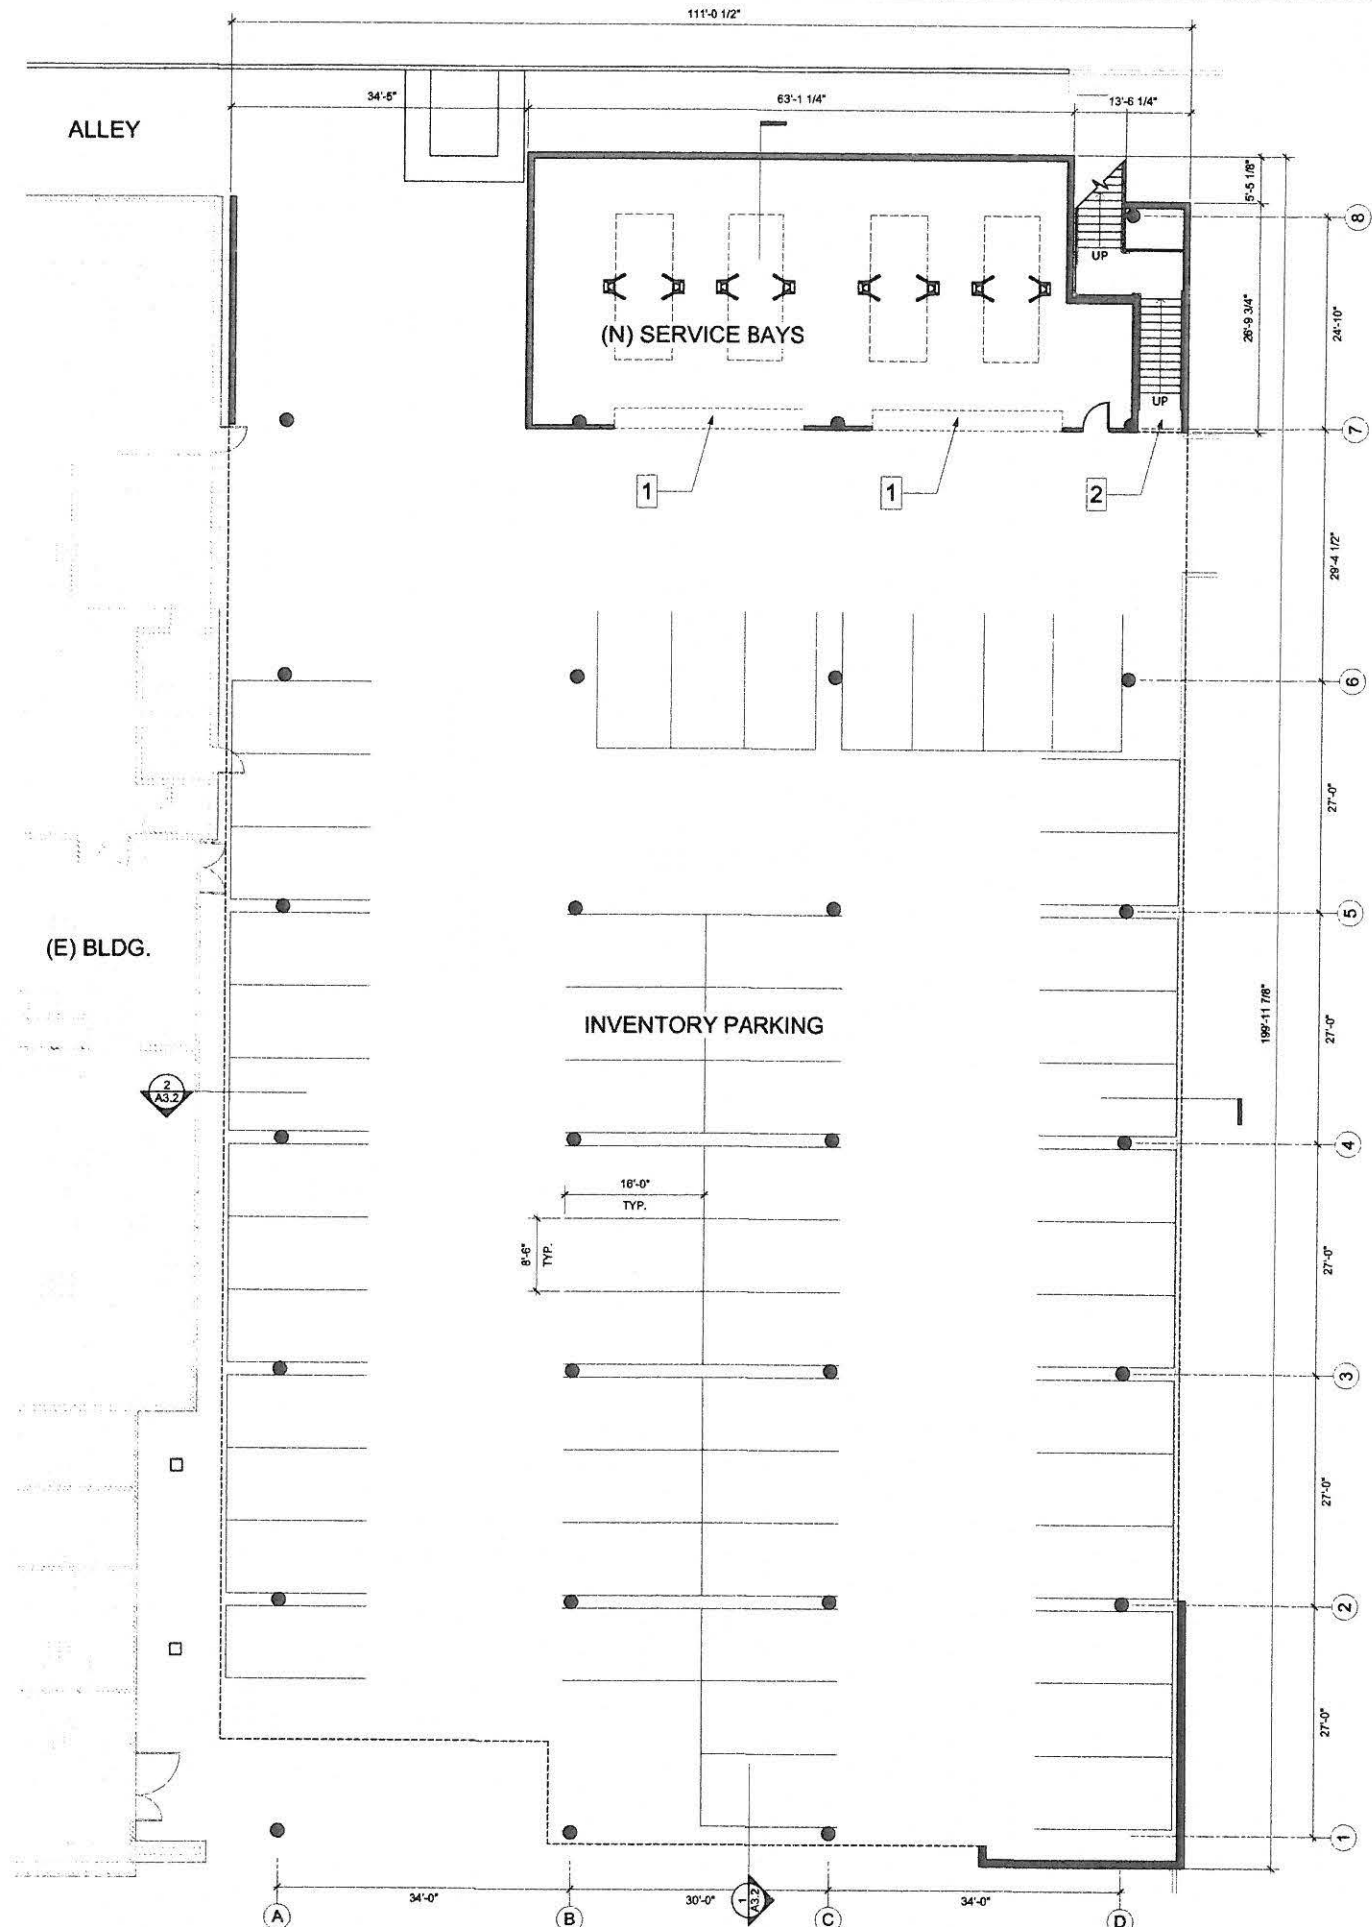 111'-0 1/2"
34'-5"
63'-1 1/4"
13'-6 1/4"
ALLEY
5'-5 1/8"
8
UP
26'-9 3/4"
24'-10"
(N) SERVICE BAYS
UP
7
1
1
2
29'-4 1/2"
6
27'-0"
5
(E) BLDG.
INVENTORY PARKING
199'-11 7/8"
27'-0"
2
A3.2
4
16'-0"
TYP.
8'-6"
TYP.
27'-0"
3
27'-0"
2
27'-0"
1
34'-0"
30'-0"
1
A3.2
34'-0"
A
B
C
D